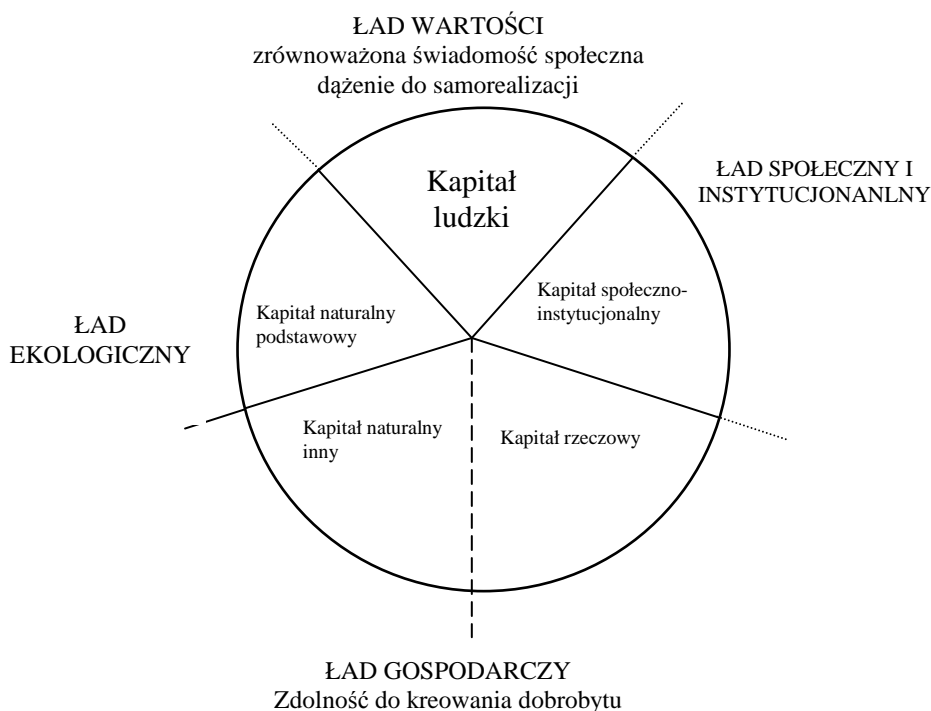 ŁAD WARTOŚCI
zrównoważona świadomość społeczna
dążenie do samorealizacji
Kapitał
ludzki
ŁAD SPOŁECZNY I
INSTYTUCJONANLNY
Kapitał społeczno-
instytucjonalny
Kapitał naturalny
podstawowy
ŁAD
EKOLOGICZNY
Kapitał naturalny
inny
Kapitał rzeczowy
ŁAD GOSPODARCZY
Zdolność do kreowania dobrobytu